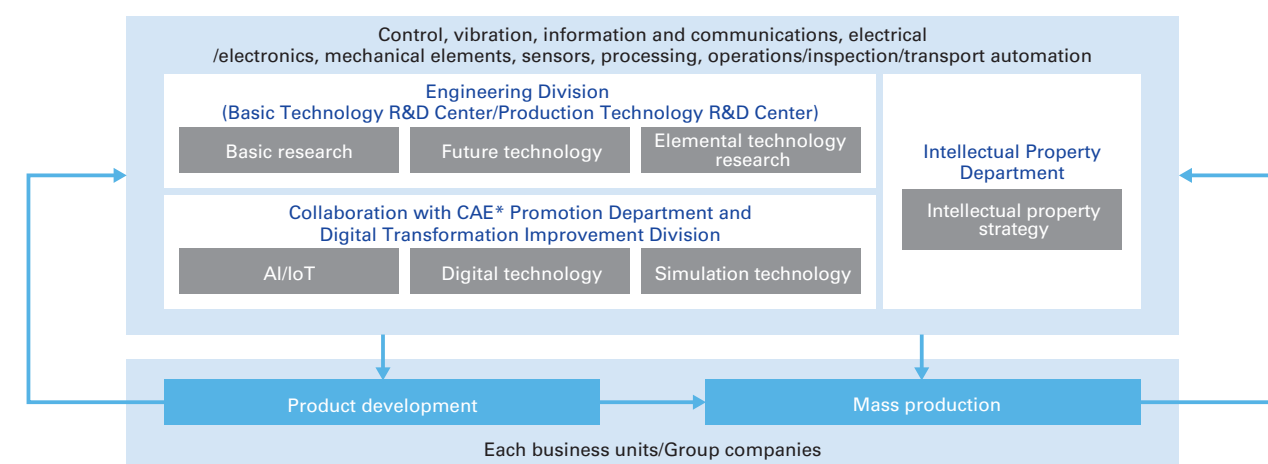 Control, vibration, information and communications, electrical
/electronics, mechanical elements, sensors, processing, operations/inspection/transport automation
Engineering Division
(Basic Technology R&D Center/Production Technology R&D Center)
Basic research
Future technology
Elemental technology
research
Collaboration with CAE* Promotion Department and
Digital Transformation Improvement Division
AI/IoT
Digital technology
Simulation technology
Intellectual Property
Department
Intellectual property
strategy
Product development
Mass production
Each business units/Group companies